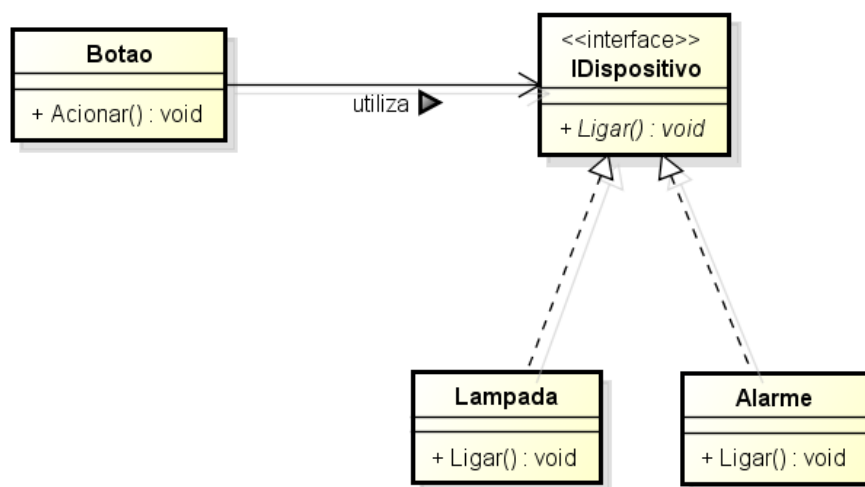 Botao
+ Acionar() : void
utiliza
<<interface>>
IDispositivo
+ Ligar() : void
Lampada
+ Ligar() : void
Alarme
+ Ligar() : void